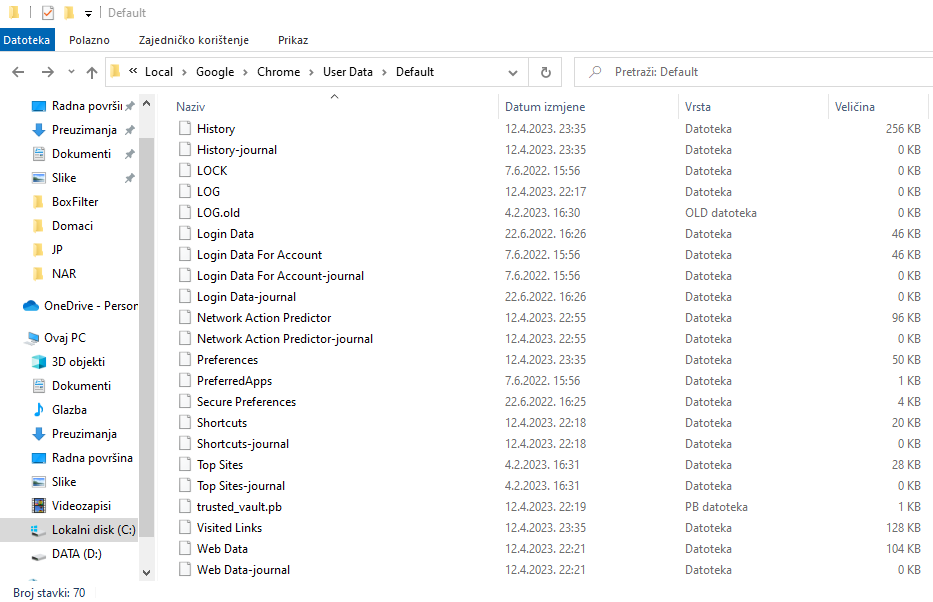 Default
Datoteka Polazno Zajedničko korištenje Prikaz
« Local › Google › Chrome › User Data › Default
Pretraži: Default
Radna površin
Preuzimanja
Dokumenti
Slike
BoxFilter
Domaci
JP
NAR
OneDrive - Person
Ovaj PC
3D objekti
Dokumenti
Glazba
Preuzimanja
Radna površina
Slike
Videozapisi
Lokalni disk (C:)
DATA (D:)
Naziv Datum izmjene Vrsta Veličina
History 12.4.2023. 23:35 Datoteka 256 KB
History-journal 12.4.2023. 23:35 Datoteka 0 KB
LOCK 7.6.2022. 15:56 Datoteka 0 KB
LOG 12.4.2023. 22:17 Datoteka 0 KB
LOG.old 4.2.2023. 16:30 OLD datoteka 0 KB
Login Data 22.6.2022. 16:26 Datoteka 46 KB
Login Data For Account 7.6.2022. 15:56 Datoteka 46 KB
Login Data For Account-journal 7.6.2022. 15:56 Datoteka 0 KB
Login Data-journal 22.6.2022. 16:26 Datoteka 0 KB
Network Action Predictor 12.4.2023. 22:55 Datoteka 96 KB
Network Action Predictor-journal 12.4.2023. 22:55 Datoteka 0 KB
Preferences 12.4.2023. 23:35 Datoteka 50 KB
PreferredApps 7.6.2022. 15:56 Datoteka 1 KB
Secure Preferences 22.6.2022. 16:25 Datoteka 4 KB
Shortcuts 12.4.2023. 22:18 Datoteka 20 KB
Shortcuts-journal 12.4.2023. 22:18 Datoteka 0 KB
Top Sites 4.2.2023. 16:31 Datoteka 28 KB
Top Sites-journal 4.2.2023. 16:31 Datoteka 0 KB
trusted_vault.pb 12.4.2023. 22:19 PB datoteka 1 KB
Visited Links 12.4.2023. 23:35 Datoteka 128 KB
Web Data 12.4.2023. 22:21 Datoteka 104 KB
Web Data-journal 12.4.2023. 22:21 Datoteka 0 KB
Broj stavki: 70